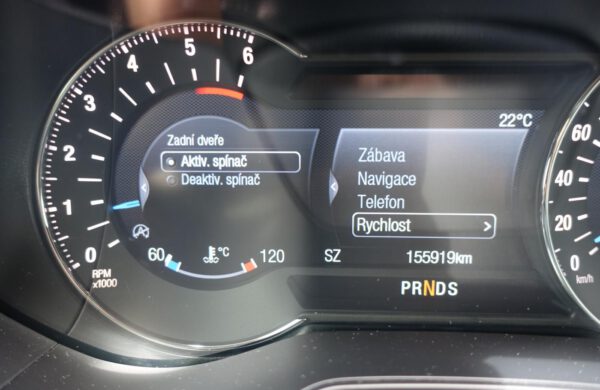 6
5
4
3
2
1
0
RPM
x1000
Zadní dveře
Aktiv. spínač
Deaktiv. spínač
60 °C 120
22°C
Zábava
Navigace
Telefon
Rychlost >
SZ 155919km
PRNDS
60
40
20
0
km/h